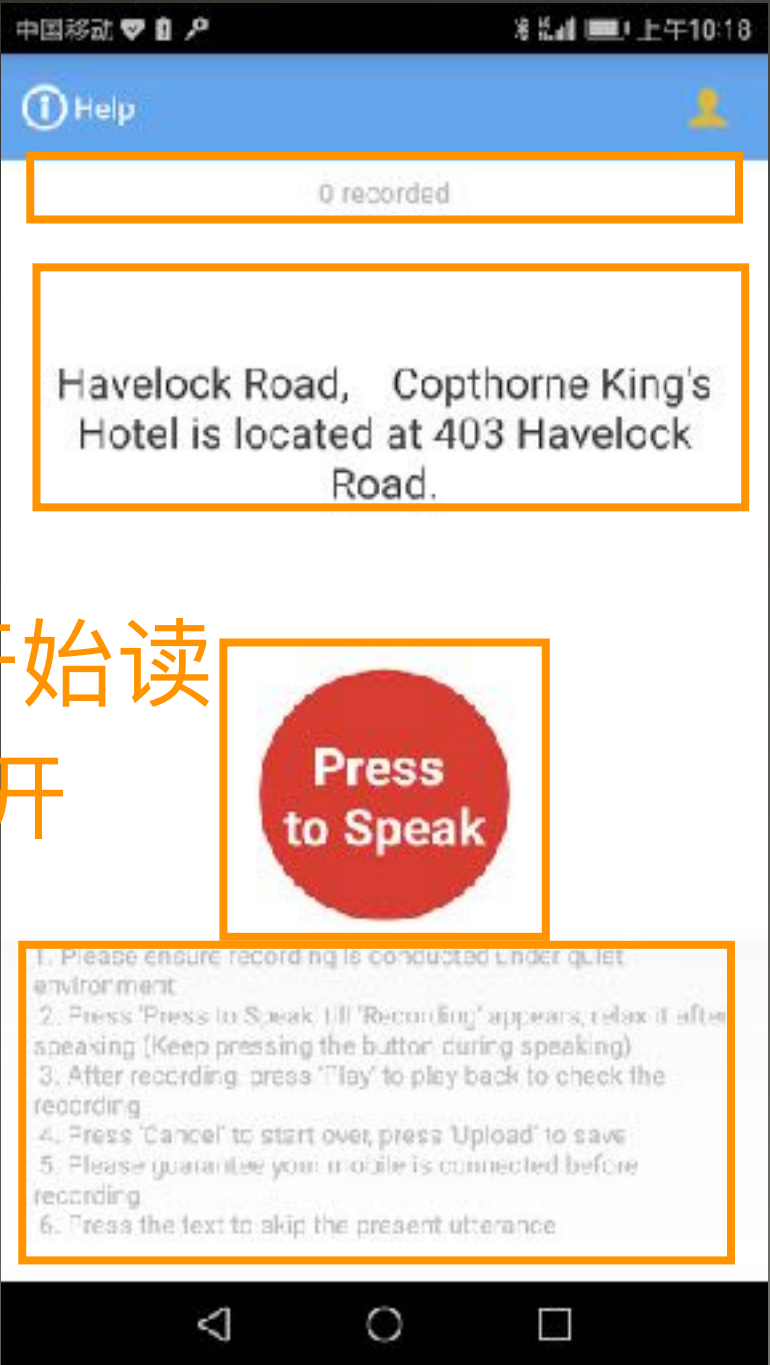 中国移动 上午10:18
Help
0 recorded
Havelock Road, Copthorne King's
Hotel is located at 403 Havelock
Road.
始读
开
Press
to Speak
1. Please ensure recording is conducted under quiet
environment
2. Press 'Press to Speak' till 'Recording' appears, relax it after
speaking (Keep pressing the button during speaking)
3. After recording, press 'Play' to play back to check the
recording
4. Press 'Cancel' to start over, press 'Upload' to save
5. Please guarantee your mobile is connected before
recording
6. Press the text to skip the present utterance